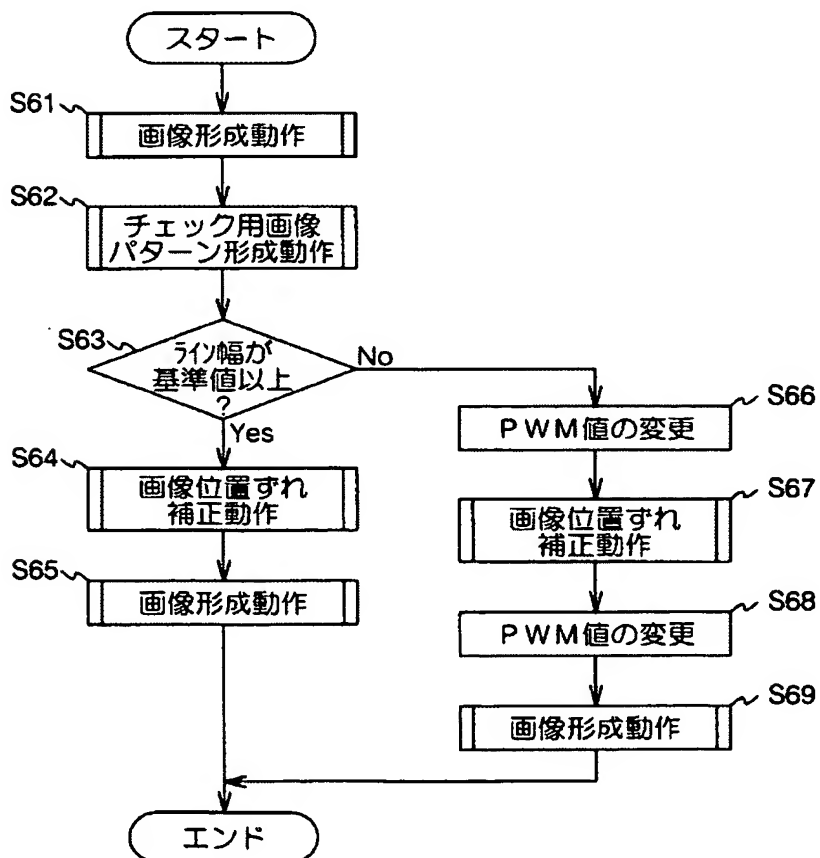 スタート
S61
画像形成動作
S62
チェック用画像
パターン形成動作
S63
ライン幅が
基準値以上
?
No
Yes
S64
画像位置ずれ
補正動作
S65
画像形成動作
S66
PWM値の変更
S67
画像位置ずれ
補正動作
S68
PWM値の変更
S69
画像形成動作
エンド